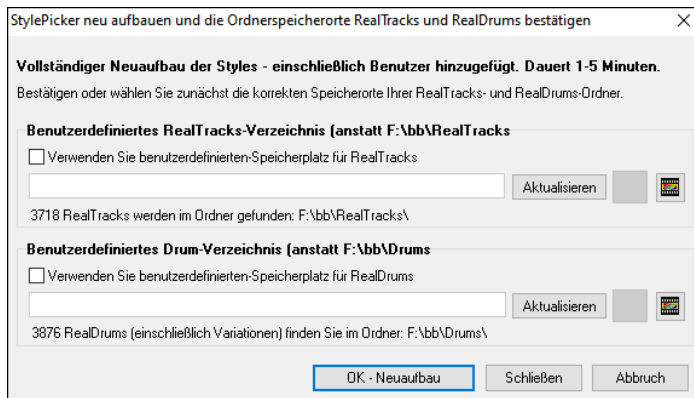 StylePicker neu aufbauen und die Ordnerspeicherorte RealTracks und RealDrums bestätigen
Vollständiger Neuaufbau der Styles - einschließlich Benutzer hinzugefügt. Dauert 1-5 Minuten.
Bestätigen oder wählen Sie zunächst die korrekten Speicherorte Ihrer RealTracks- und RealDrums-Ordner.
Benutzerdefiniertes RealTracks-Verzeichnis (anstatt F:\bb\RealTracks
Verwenden Sie benutzerdefinierten-Speicherplatz für RealTracks
Aktualisieren
3718 RealTracks werden im Ordner gefunden: F:\bb\RealTracks\
Benutzerdefiniertes Drum-Verzeichnis (anstatt F:\bb\Drums
Verwenden Sie benutzerdefinierten-Speicherplatz für RealDrums
Aktualisieren
3876 RealDrums (einschließlich Variationen) finden Sie im Ordner: F:\bb\Drums\
OK - Neuaufbau Schließen Abbruch